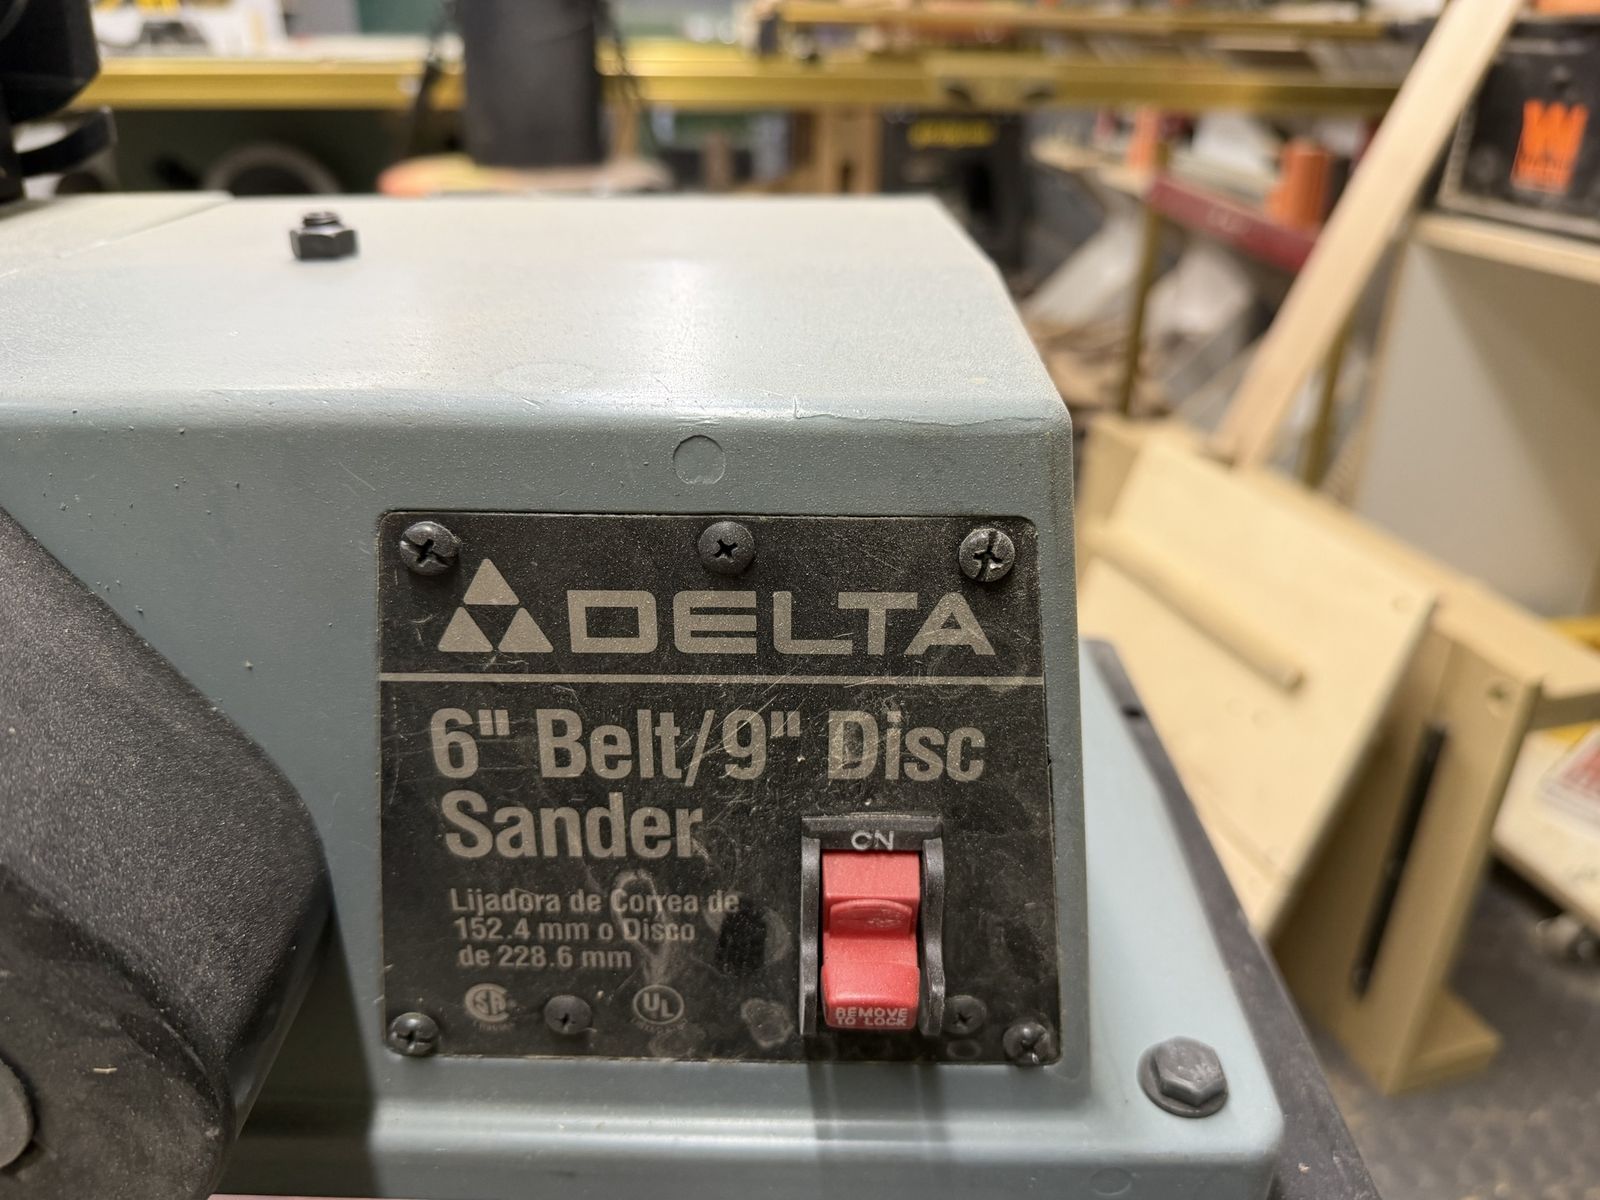 DELTA
6" Belt/9" Disc
Sander
Lijadora de Correa de
152.4 mm o Disco
de 228.6 mm
ON
REMOVE
TO LOCK
UL